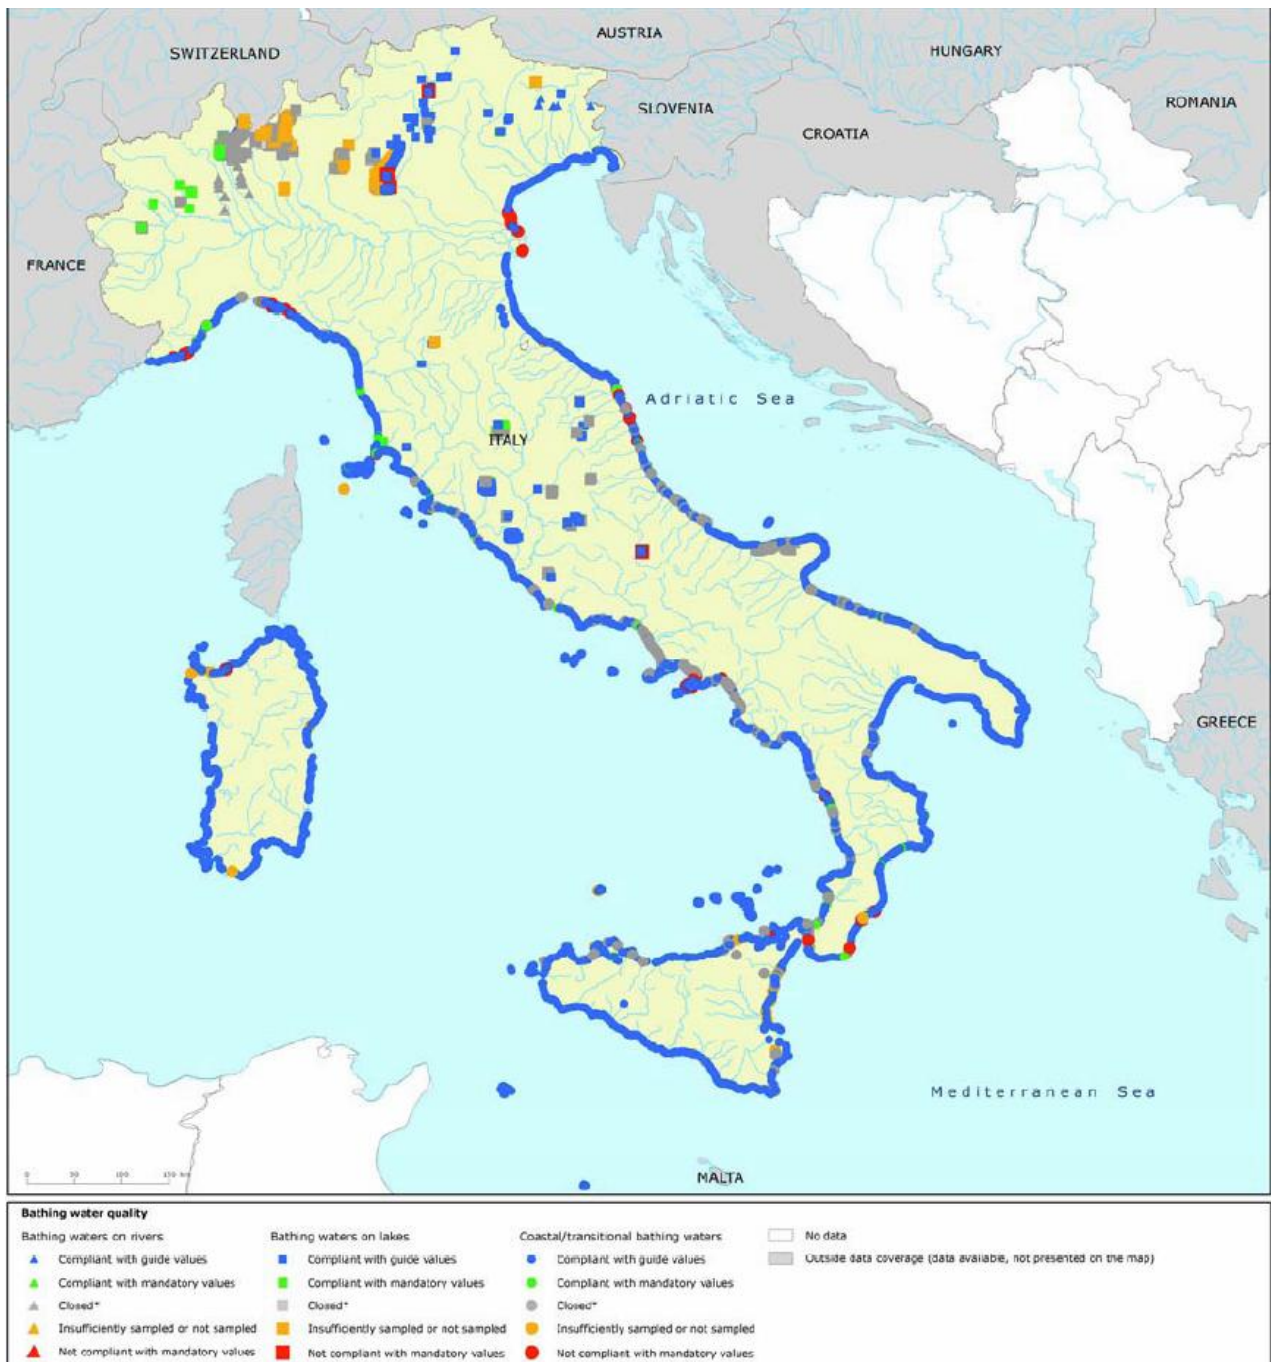 AUSTRIA
SWITZERLAND
HUNGARY
ROMANIA
SLOVENIA
CROATIA
FRANCE
Adriatic Sea
ITALY
GREECE
Mediterranean Sea
MALTA
0 50 100 150 km
Bathing water quality
Bathing waters on rivers
Compliant with guide values
Compliant with mandatory values
Closed*
Insufficiently sampled or not sampled
Not compliant with mandatory values
Bathing waters on lakes
Compliant with guide values
Compliant with mandatory values
Closed*
Insufficiently sampled or not sampled
Not compliant with mandatory values
Coastal/transitional bathing waters
Compliant with guide values
Compliant with mandatory values
Closed*
Insufficiently sampled or not sampled
Not compliant with mandatory values
No data
Outside data coverage (data available, not presented on the map)